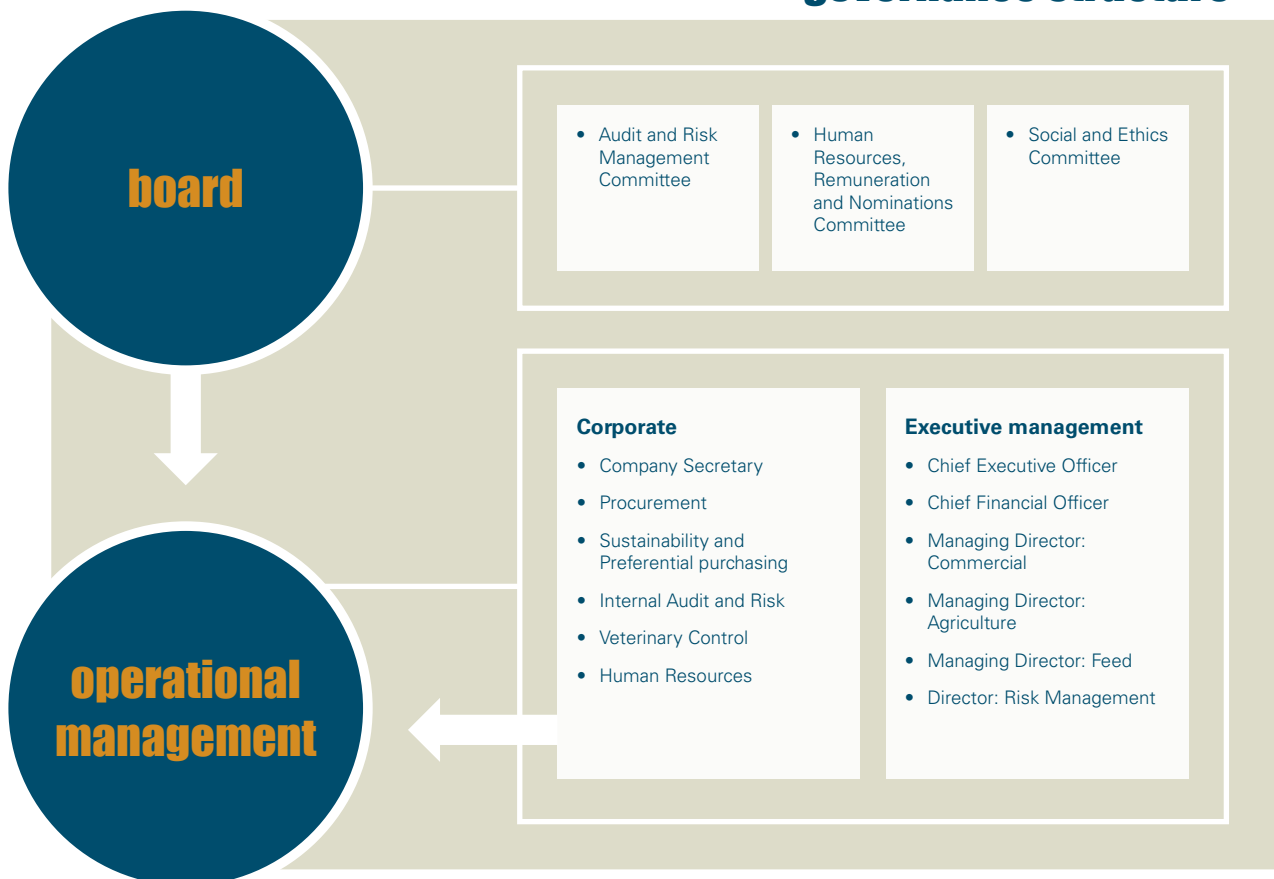 governance structure
board
• Audit and Risk
Management
Committee
• Human
Resources,
Remuneration
and Nominations
Committee
• Social and Ethics
Committee
operational
management
Corporate
• Company Secretary
• Procurement
• Sustainability and
Preferential purchasing
• Internal Audit and Risk
• Veterinary Control
• Human Resources
Executive management
• Chief Executive Officer
• Chief Financial Officer
• Managing Director:
Commercial
• Managing Director:
Agriculture
• Managing Director: Feed
• Director: Risk Management